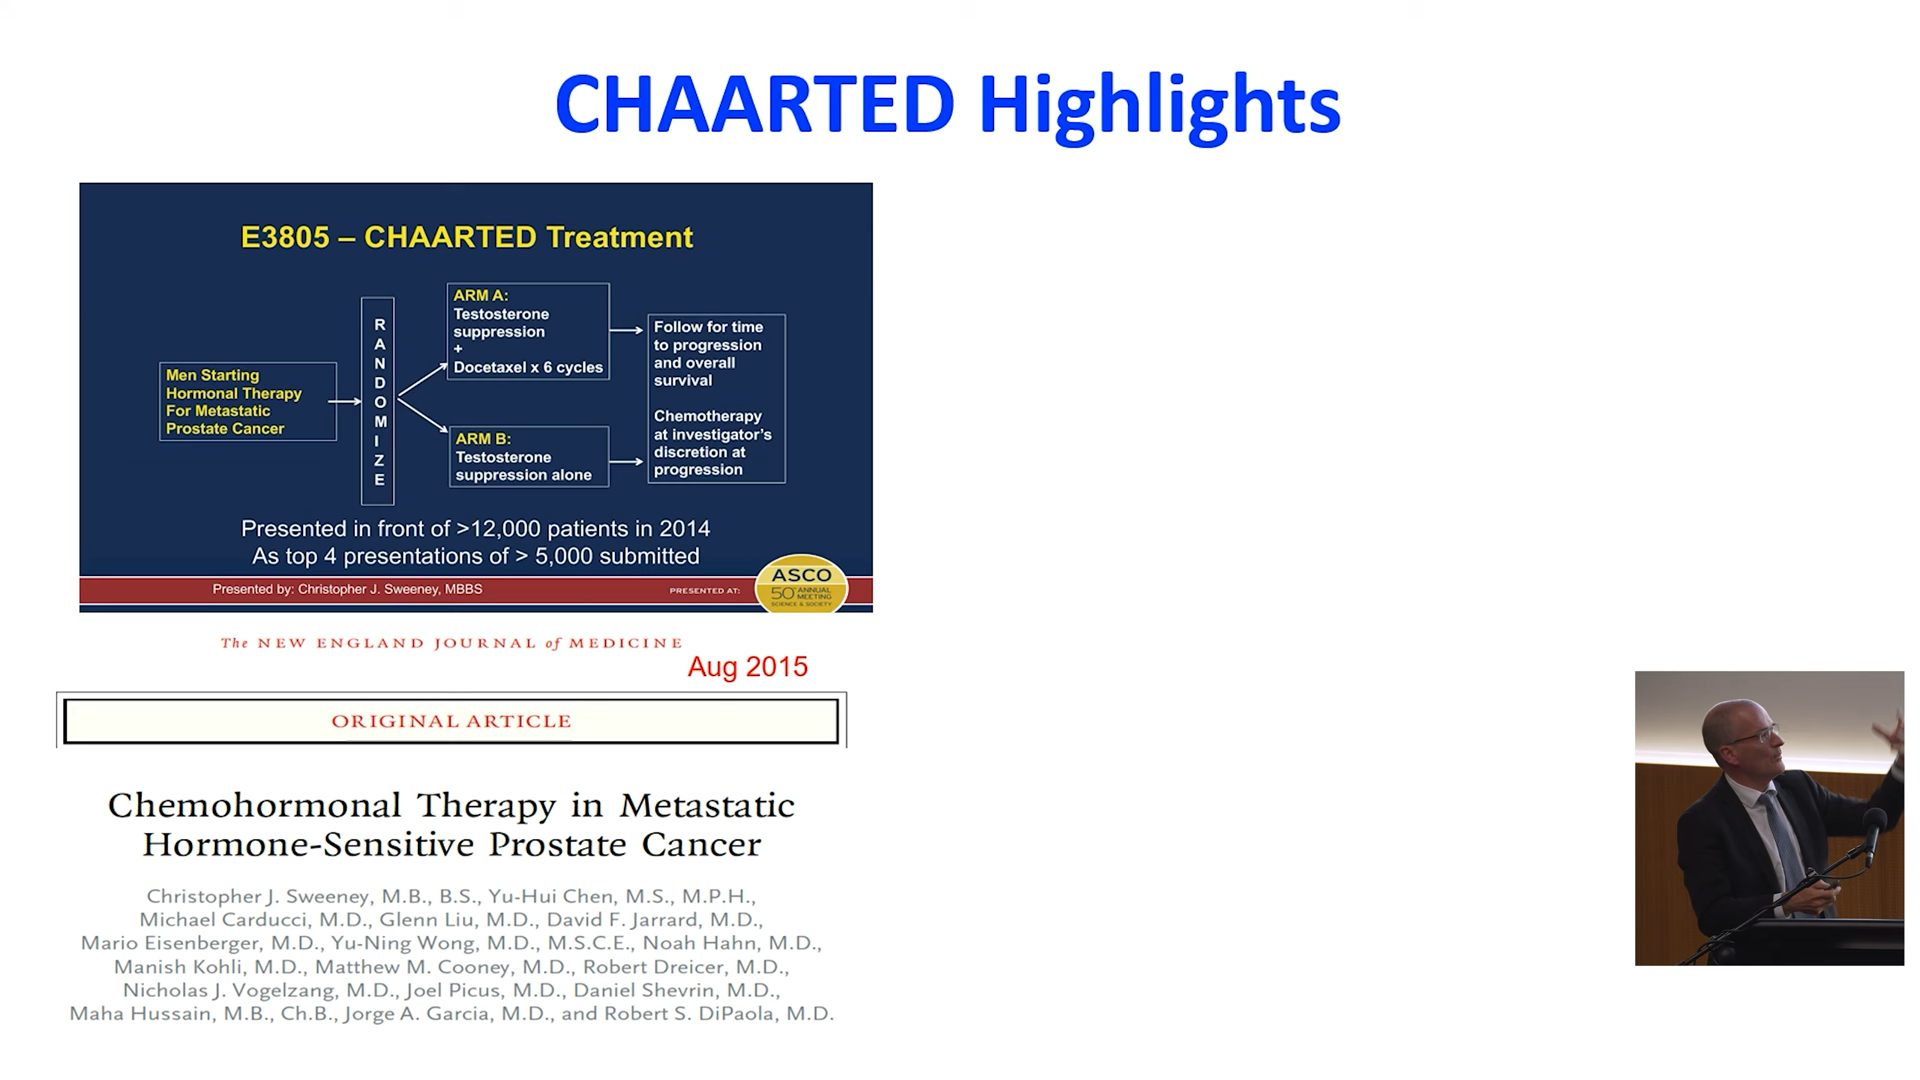 CHAARTED Highlights
E3805 – CHAARTED Treatment
Men Starting
Hormonal Therapy
For Metastatic
Prostate Cancer
RANDOMIZE
ARM A:
Testosterone
suppression
+
Docetaxel x 6 cycles
ARM B:
Testosterone
suppression alone
Follow for time
to progression
and overall
survival
Chemotherapy
at investigator’s
discretion at
progression
Presented in front of >12,000 patients in 2014
As top 4 presentations of > 5,000 submitted
Presented by: Christopher J. Sweeney, MBBS
PRESENTED AT:
ASCO
50th ANNUAL
MEETING
SCIENCE & SOCIETY
The NEW ENGLAND JOURNAL of MEDICINE
Aug 2015
ORIGINAL ARTICLE
Chemohormonal Therapy in Metastatic
Hormone-Sensitive Prostate Cancer
Christopher J. Sweeney, M.B., B.S., Yu-Hui Chen, M.S., M.P.H.,
Michael Carducci, M.D., Glenn Liu, M.D., David F. Jarrard, M.D.,
Mario Eisenberger, M.D., Yu-Ning Wong, M.D., M.S.C.E., Noah Hahn, M.D.,
Manish Kohli, M.D., Matthew M. Cooney, M.D., Robert Dreicer, M.D.,
Nicholas J. Vogelzang, M.D., Joel Picus, M.D., Daniel Shevrin, M.D.,
Maha Hussain, M.B., Ch.B., Jorge A. Garcia, M.D., and Robert S. DiPaola, M.D.